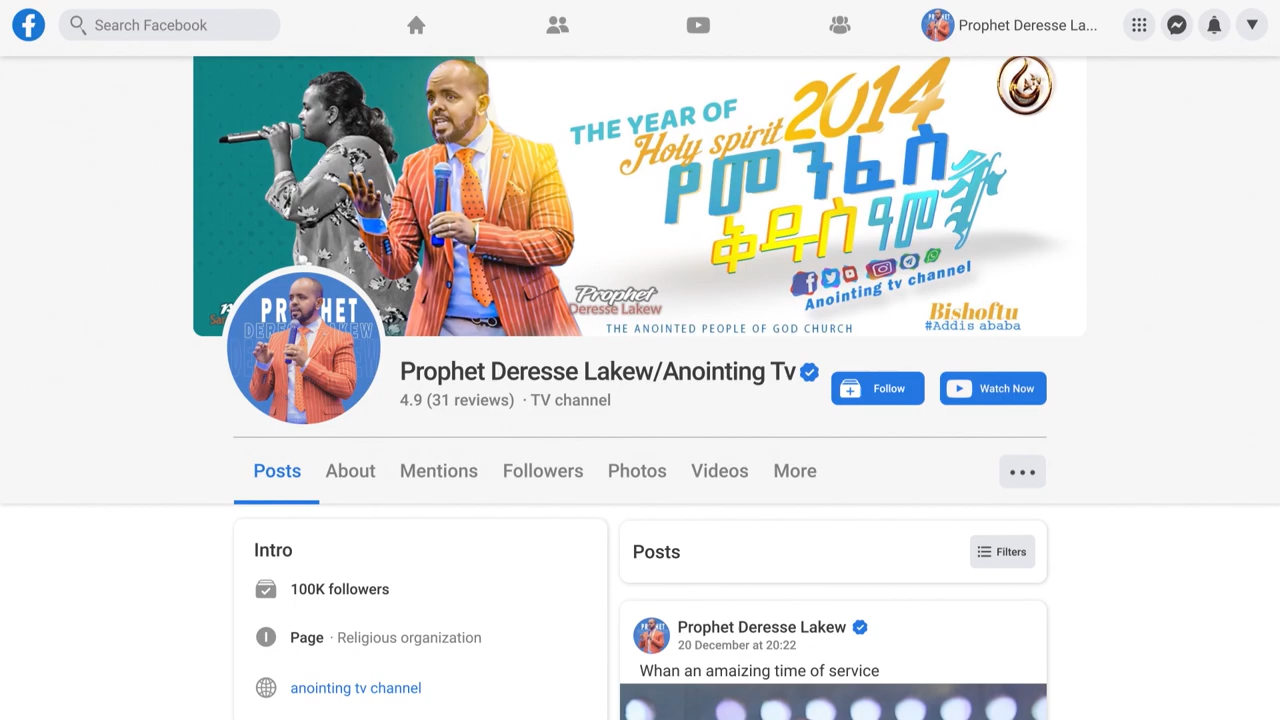 Search Facebook
Prophet Deresse La...
THE YEAR OF
Holy spirit 2014
የመንፈስ
ቅዱስ ዓመት
Anointing tv channel
Prophet
Deresse Lakew
Bishoftu
#Addis ababa
THE ANOINTED PEOPLE OF GOD CHURCH
PROPHET
DERESSE LAKEW
Prophet Deresse Lakew/Anointing Tv
4.9 (31 reviews) · TV channel
Follow
Watch Now
Posts
About
Mentions
Followers
Photos
Videos
More
Intro
100K followers
Page · Religious organization
anointing tv channel
Posts
Filters
Prophet Deresse Lakew
20 December at 20:22
Whan an amaizing time of service